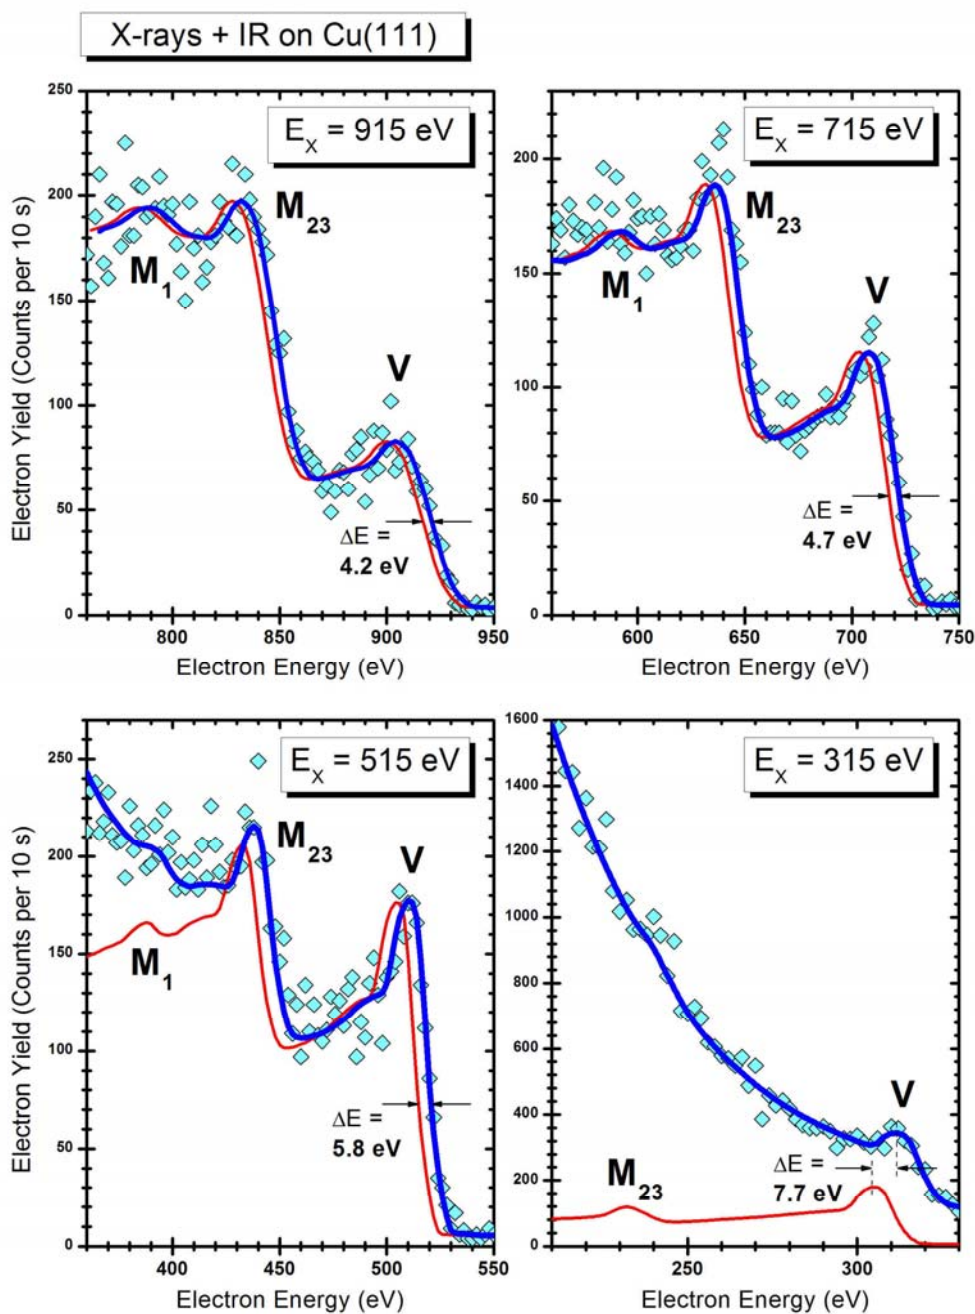 X-rays + IR on Cu(111)
E_X = 915 eV
Electron Yield (Counts per 10 s)
250
200
150
100
50
0
M_1
M_23
V
ΔE =
4.2 eV
800 850 900 950
Electron Energy (eV)
E_X = 715 eV
200
150
100
50
0
M_1
M_23
V
ΔE =
4.7 eV
600 650 700 750
Electron Energy (eV)
E_X = 515 eV
Electron Yield (Counts per 10 s)
250
200
150
100
50
0
M_1
M_23
V
ΔE =
5.8 eV
400 450 500 550
Electron Energy (eV)
E_X = 315 eV
1600
1400
1200
1000
800
600
400
200
0
M_23
V
ΔE =
7.7 eV
250 300
Electron Energy (eV)